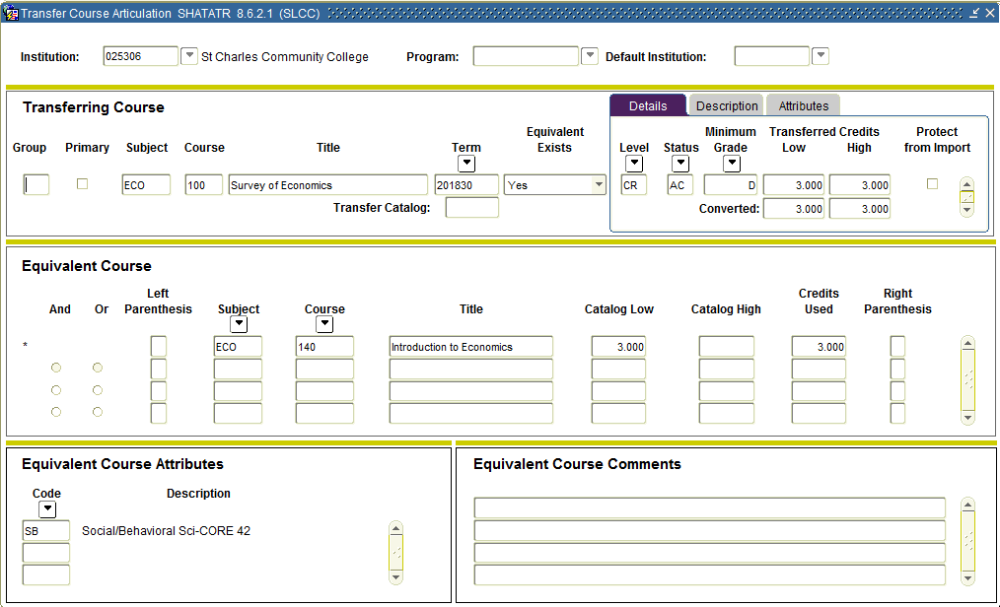 Transfer Course Articulation SHATATR 8.6.2.1 (SLCC)
Institution: 025306 St Charles Community College Program: Default Institution:
Transferring Course
Details Description Attributes
Equivalent Minimum Transferred Credits Protect
Group Primary Subject Course Title Term Exists Level Status Grade Low High from Import
ECO 100 Survey of Economics 201830 Yes CR AC D 3.000 3.000
Transfer Catalog: Converted: 3.000 3.000
Equivalent Course
Left Credits Right
And Or Parenthesis Subject Course Title Catalog Low Catalog High Used Parenthesis
* ECO 140 Introduction to Economics 3.000 3.000
Equivalent Course Attributes
Code Description
SB Social/Behavioral Sci-CORE 42
Equivalent Course Comments